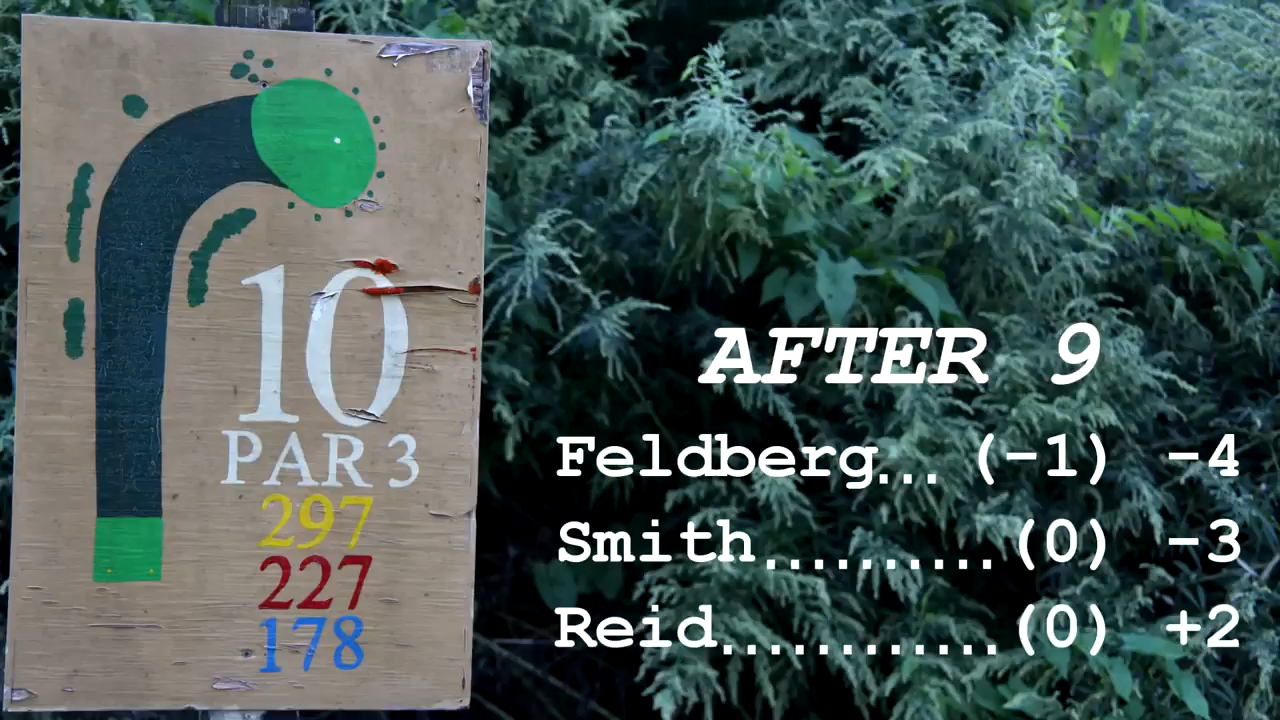 10
PAR 3
297
227
178
AFTER 9
Feldberg... (-1) -4
Smith..........(0) -3
Reid............(0) +2